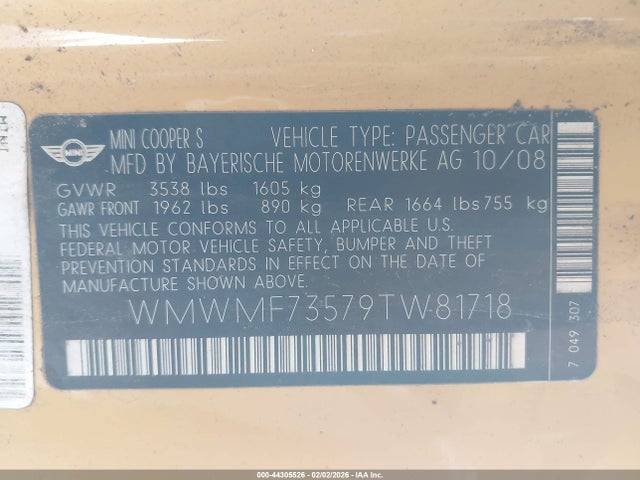 MINI
MINI COOPER S VEHICLE TYPE: PASSENGER CAR
MFD BY BAYERISCHE MOTORENWERKE AG 10/08
GVWR 3538 lbs 1605 kg
GAWR FRONT 1962 lbs 890 kg REAR 1664 lbs 755 kg
THIS VEHICLE CONFORMS TO ALL APPLICABLE U.S.
FEDERAL MOTOR VEHICLE SAFETY, BUMPER AND THEFT
PREVENTION STANDARDS IN EFFECT ON THE DATE OF
MANUFACTURE SHOWN ABOVE.
WMWMF73579TW81718
7 049 307
000-44305526 - 02/02/2026 - IAA, Inc.